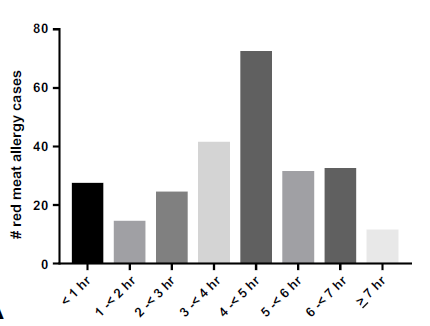 # red meat allergy cases
80
60
40
20
0
< 1 hr
1 -< 2 hr
2 -< 3 hr
3 -< 4 hr
4 -< 5 hr
5 -< 6 hr
6 -< 7 hr
≥ 7 hr